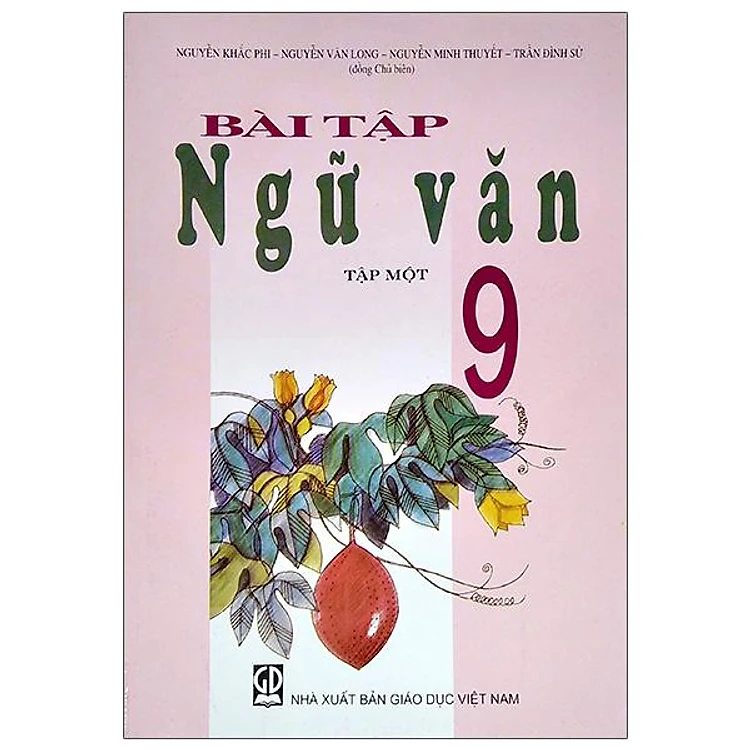 NGUYỄN KHẮC PHI – NGUYỄN VĂN LONG – NGUYỄN MINH THUYẾT – TRẦN ĐÌNH SỬ
(đồng Chủ biên)
BÀI TẬP
Ngữ văn
TẬP MỘT
9
GD
NHÀ XUẤT BẢN GIÁO DỤC VIỆT NAM